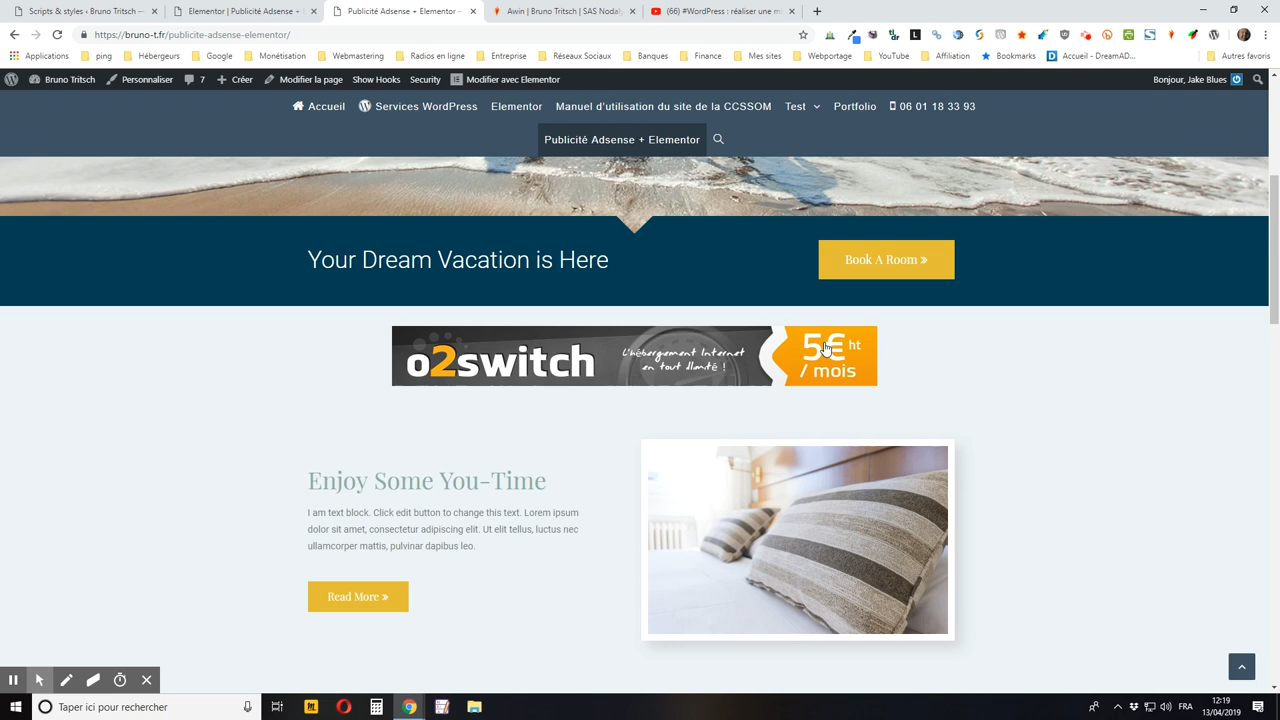 Scripts & styles ‹ Bruno Tritsch —
Elementor | Publicité Adsense +
Publicité Adsense + Elementor –
Awin | Bruno Tritsch | SAS Nodal
(66) #WordPress : réaliser une m
https://bruno-t.fr/publicite-adsense-elementor/
Applications
ping
Hébergeurs
Google
Monétisation
Webmastering
Radios en ligne
Entreprise
Réseaux Sociaux
Banques
Finance
Mes sites
Webportage
YouTube
Affiliation
Bookmarks
Accueil - DreamAD...
Autres favoris
Bruno Tritsch
Personnaliser
7
Créer
Modifier la page
Show Hooks
Security
Modifier avec Elementor
Bonjour, Jake Blues
Accueil
Services WordPress
Elementor
Manuel d'utilisation du site de la CCSSOM
Test
Portfolio
06 01 18 33 93
Publicité Adsense + Elementor
Your Dream Vacation is Here
Book A Room »
o2switch
L'hébergement Internet
en tout illimité !
5€ ht
/ mois
Enjoy Some You-Time
I am text block. Click edit button to change this text. Lorem ipsum
dolor sit amet, consectetur adipiscing elit. Ut elit tellus, luctus nec
ullamcorper mattis, pulvinar dapibus leo.
Read More »
Taper ici pour rechercher
FRA
12:19
13/04/2019